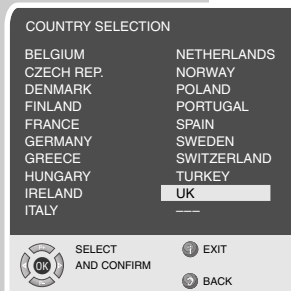 COUNTRY SELECTION
BELGIUM
CZECH REP.
DENMARK
FINLAND
FRANCE
GERMANY
GREECE
HUNGARY
IRELAND
ITALY
NETHERLANDS
NORWAY
POLAND
PORTUGAL
SPAIN
SWEDEN
SWITZERLAND
TURKEY
UK
–––
OK
SELECT
AND CONFIRM
i EXIT
BACK